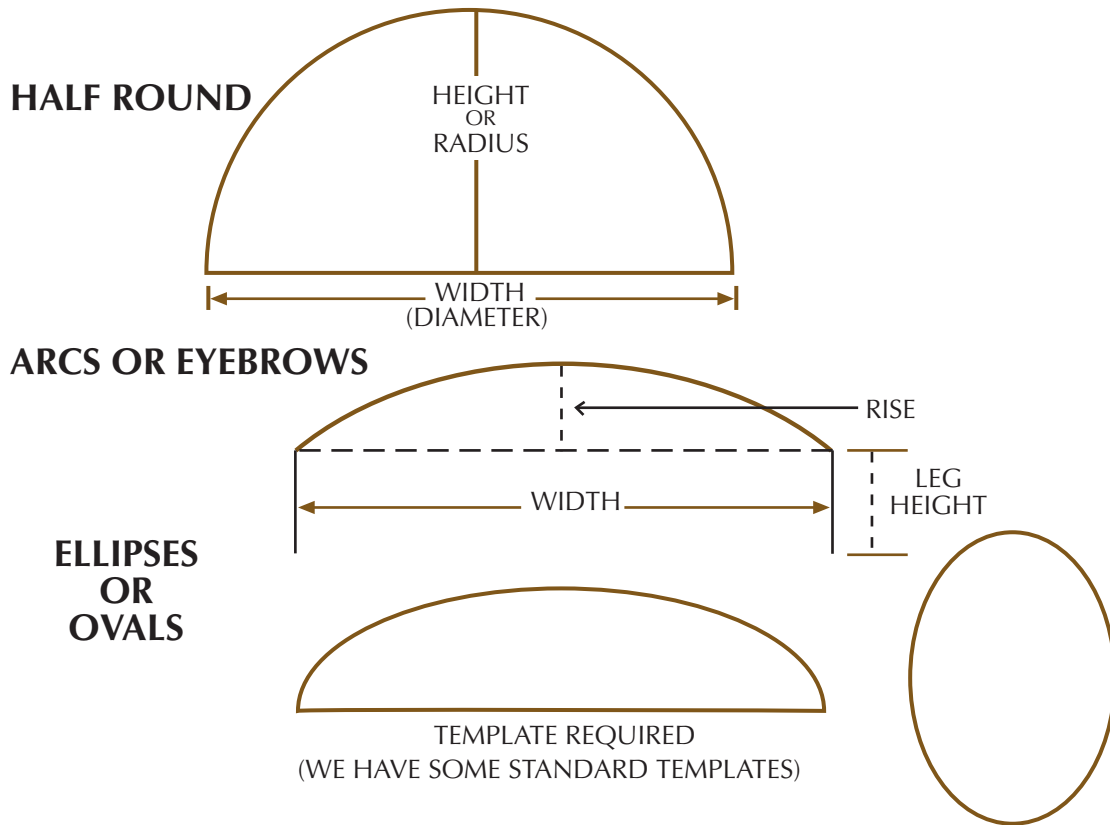 HALF ROUND
HEIGHT
OR
RADIUS
WIDTH
(DIAMETER)
ARCS OR EYEBROWS
RISE
WIDTH
LEG
HEIGHT
ELLIPSES
OR
OVALS
TEMPLATE REQUIRED
(WE HAVE SOME STANDARD TEMPLATES)